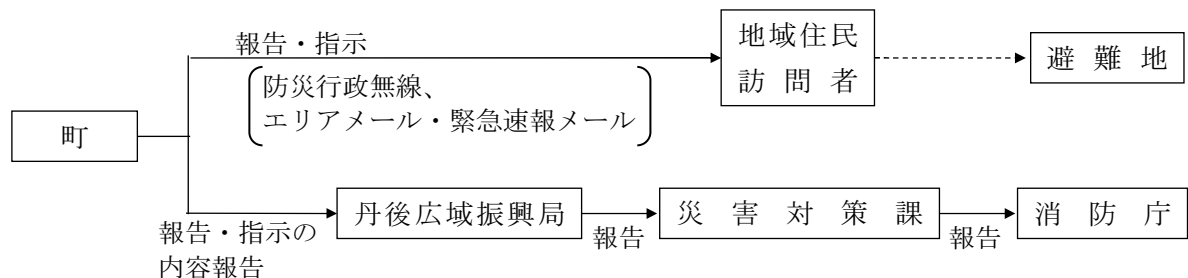 報告・指示
防災行政無線、
エリアメール・緊急速報メール
地域住民
訪問者
避難地
町
報告・指示の
内容報告
丹後広域振興局
報告
災害対策課
報告
消防庁